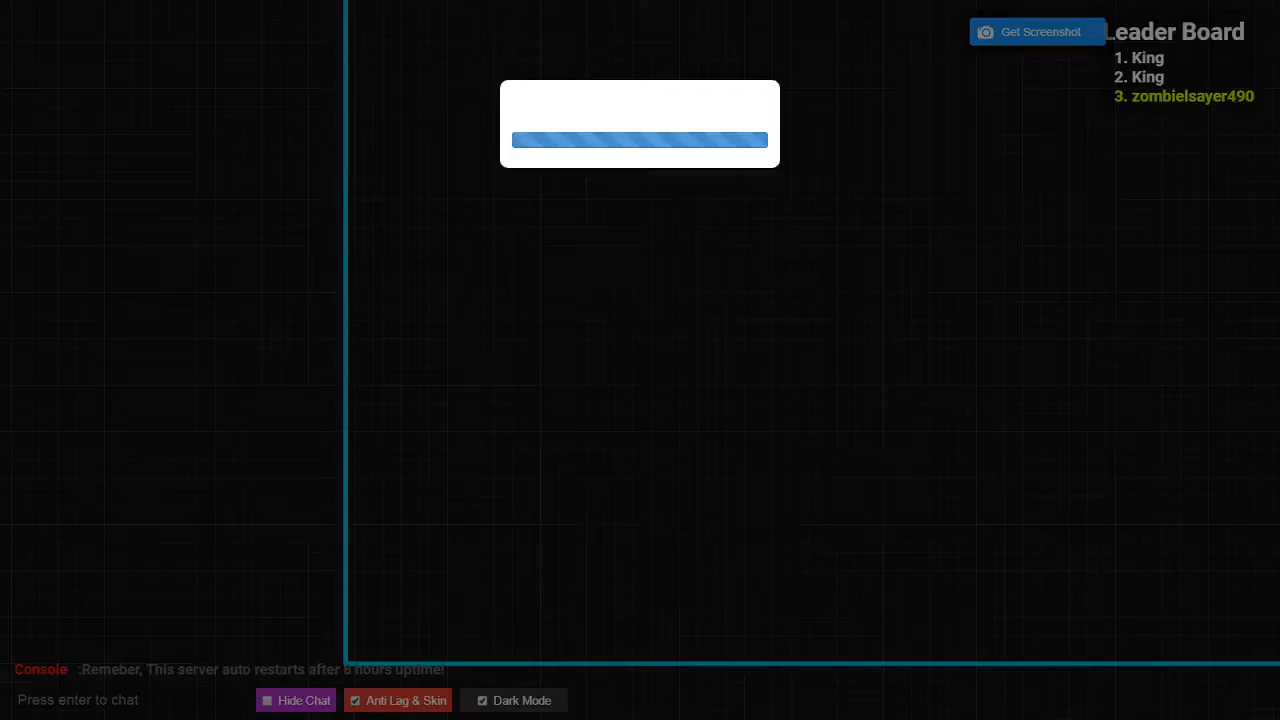 Get Screenshot
Leader Board
1. King
2. King
3. zombielsayer490
Console :Remeber, This server auto restarts after 8 hours uptime!
Press enter to chat
Hide Chat
Anti Lag & Skin
Dark Mode